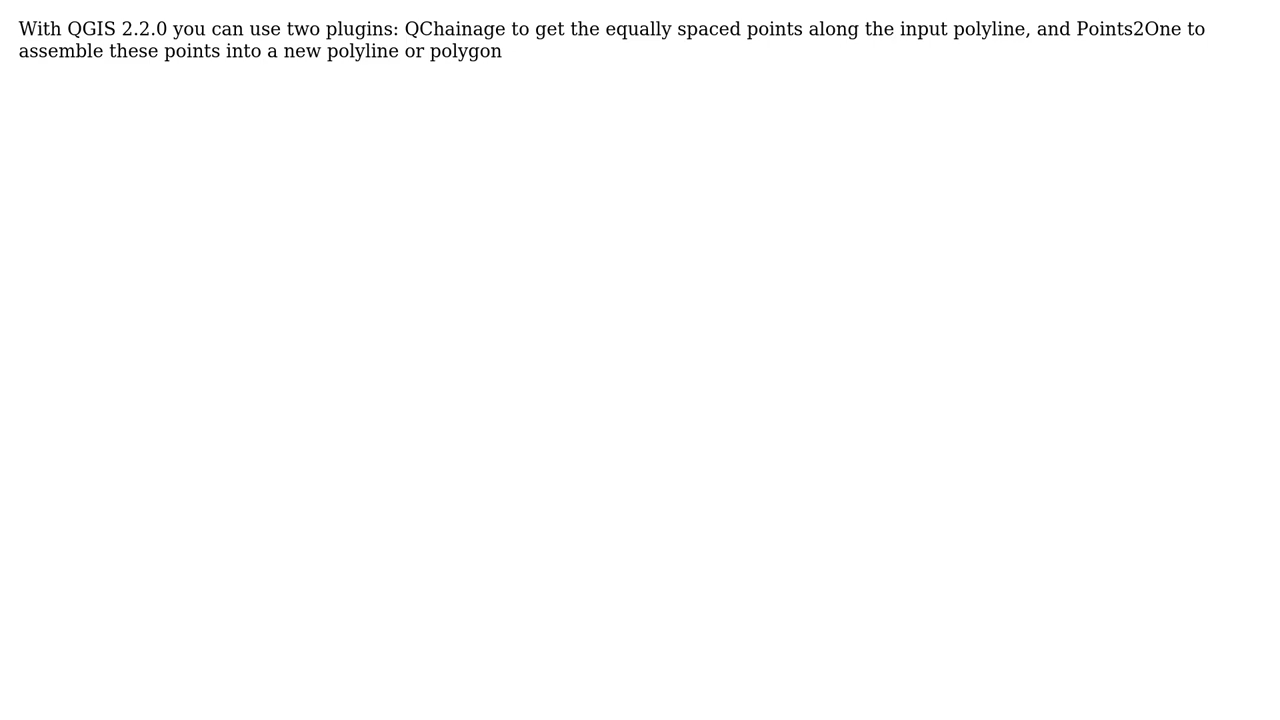 With QGIS 2.2.0 you can use two plugins: QChainage to get the equally spaced points along the input polyline, and Points2One to
assemble these points into a new polyline or polygon